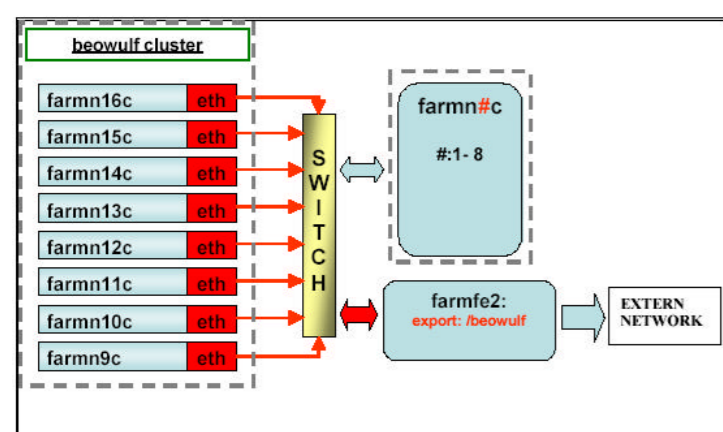 beowulf cluster
farmn16c eth
farmn15c eth
farmn14c eth
farmn13c eth
farmn12c eth
farmn11c eth
farmn10c eth
farmn9c eth
SWITCH
farmn#c
#:1- 8
farmfe2:
export: /beowulf
EXTERN
NETWORK